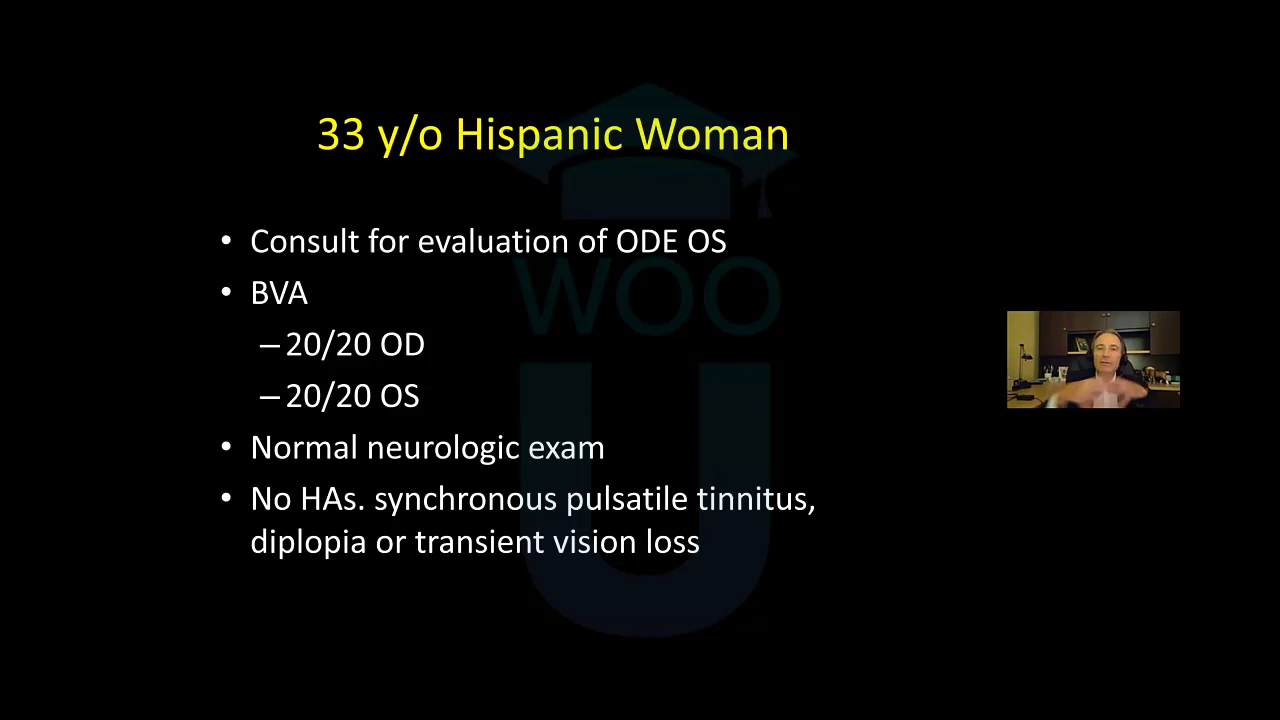 33 y/o Hispanic Woman
• Consult for evaluation of ODE OS
• BVA
–20/20 OD
–20/20 OS
• Normal neurologic exam
• No HAs. synchronous pulsatile tinnitus,
diplopia or transient vision loss
WOO
U